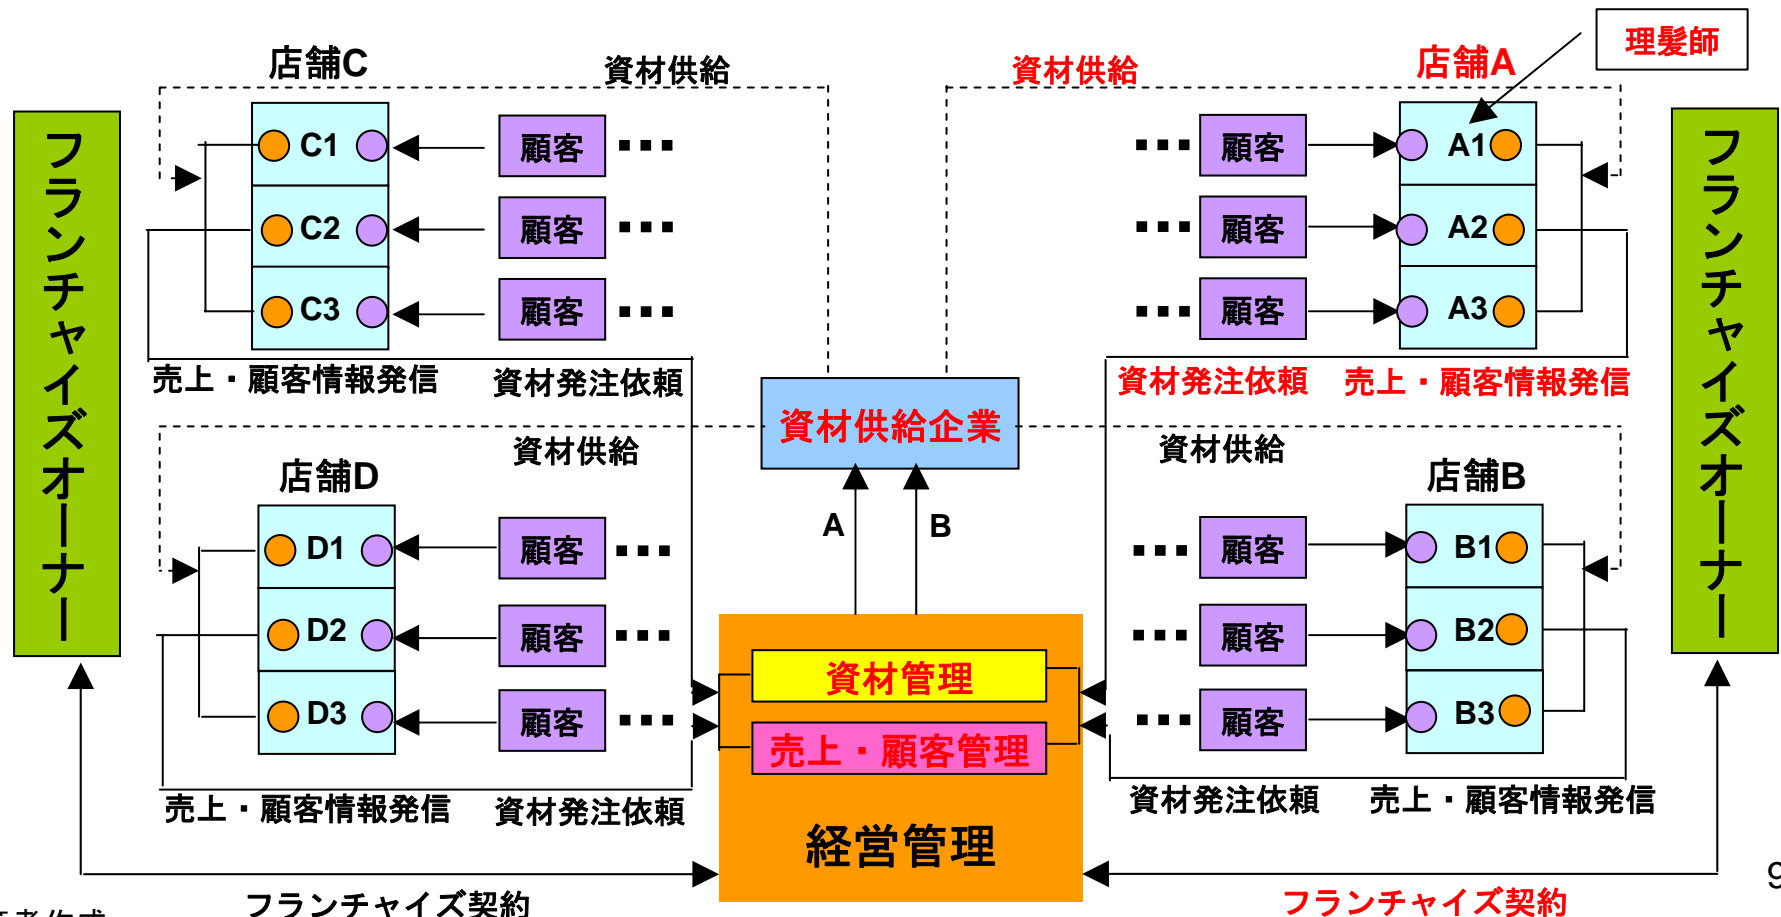 理髪師
店舗C
資材供給
資材供給
店舗A
フランチャイズオーナー
C1
顧客
･･･
･･･
顧客
A1
フランチャイズオーナー
C2
顧客
･･･
･･･
顧客
A2
C3
顧客
･･･
･･･
顧客
A3
売上・顧客情報発信
資材発注依頼
資材発注依頼
売上・顧客情報発信
資材供給企業
資材供給
資材供給
店舗D
店舗B
A
B
D1
顧客
･･･
･･･
顧客
B1
D2
顧客
･･･
･･･
顧客
B2
資材管理
D3
顧客
･･･
･･･
顧客
B3
売上・顧客管理
売上・顧客情報発信
資材発注依頼
資材発注依頼
売上・顧客情報発信
経営管理
フランチャイズ契約
フランチャイズ契約
9
者作成